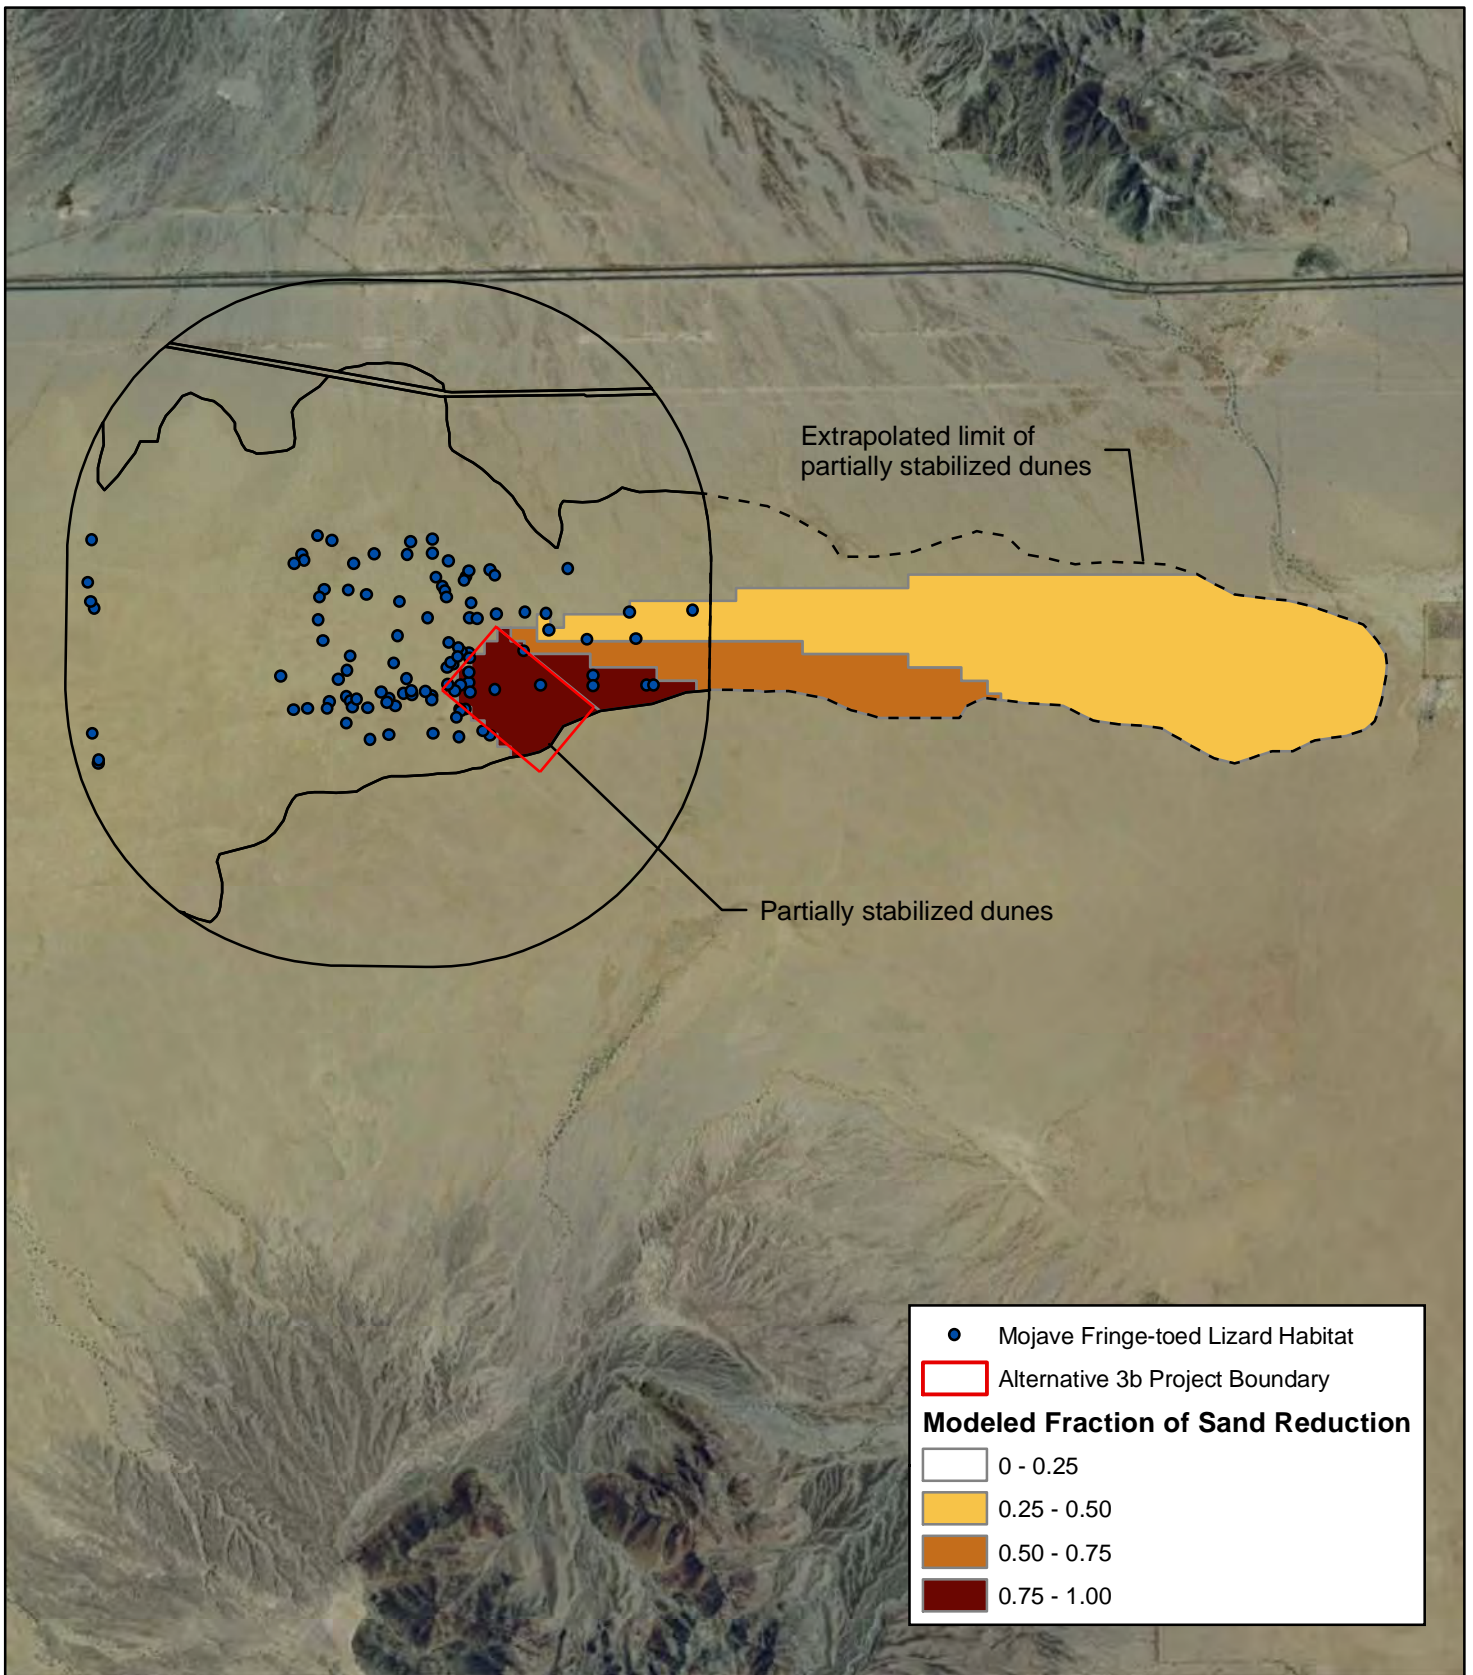 Extrapolated limit of
partially stabilized dunes
Partially stabilized dunes
Mojave Fringe-toed Lizard Habitat
Alternative 3b Project Boundary
Modeled Fraction of Sand Reduction
0 - 0.25
0.25 - 0.50
0.50 - 0.75
0.75 - 1.00